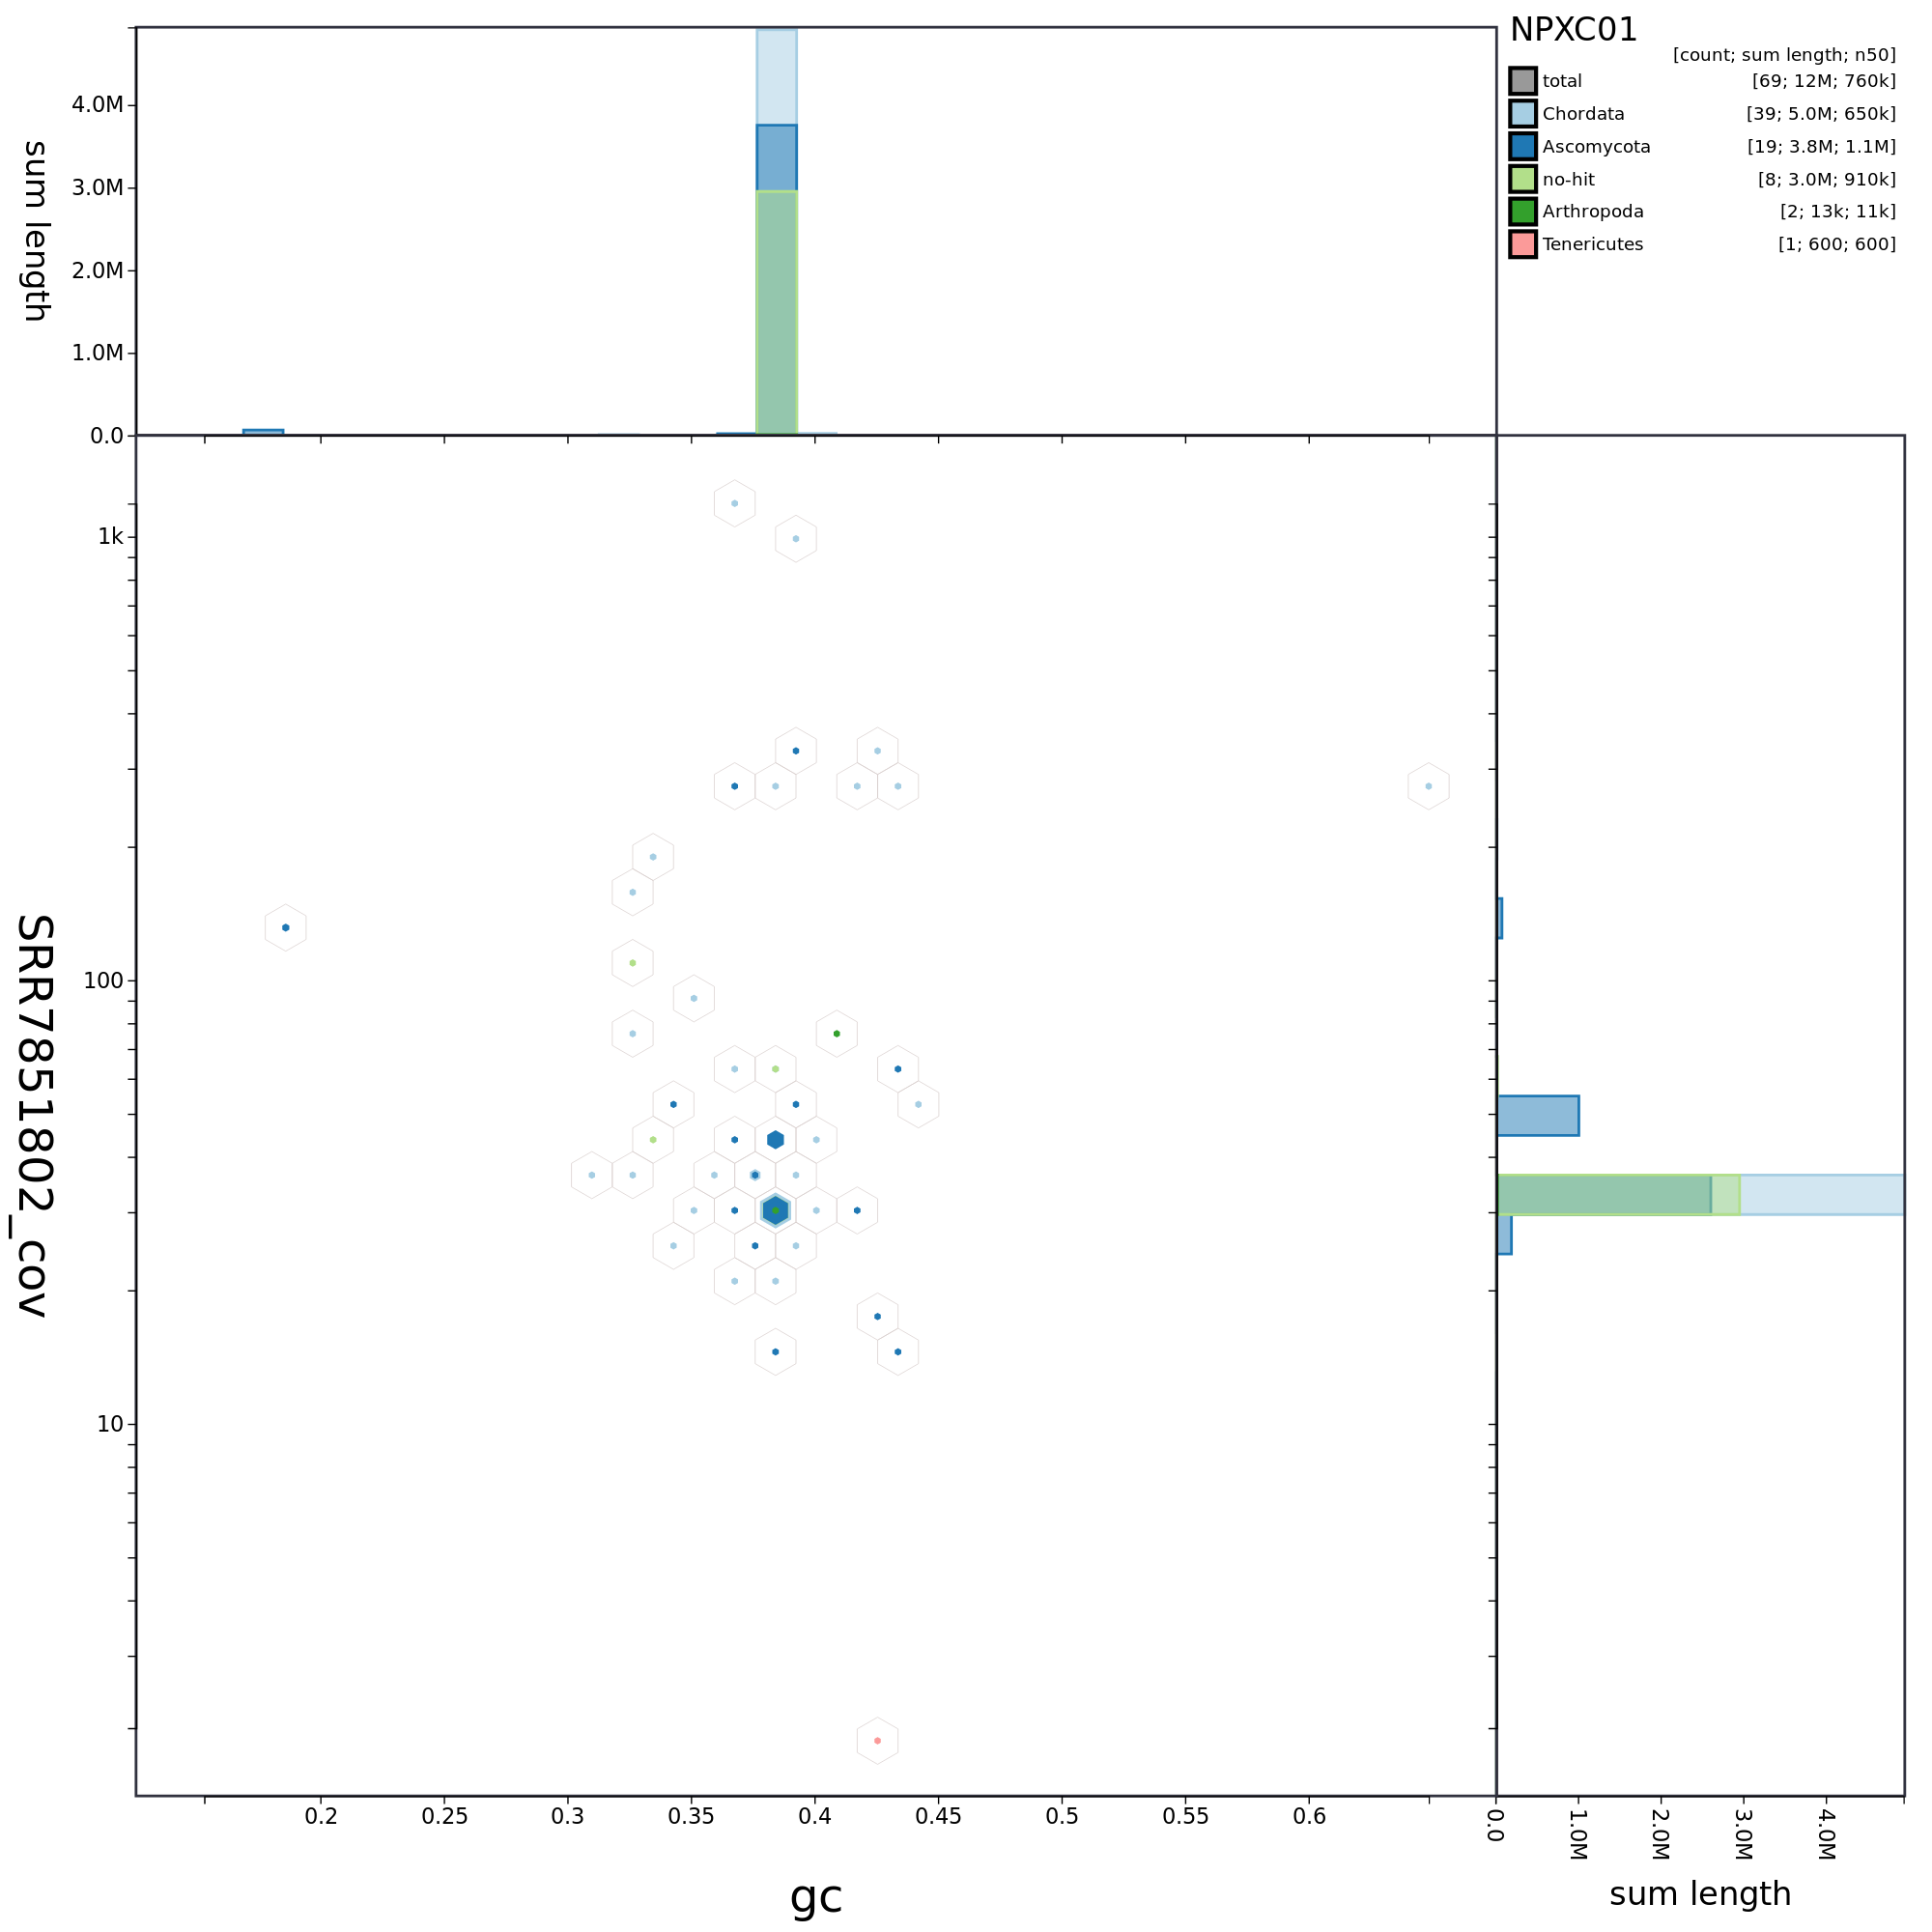 NPXC01
[count; sum length; n50]
total [69; 12M; 760k]
Chordata [39; 5.0M; 650k]
Ascomycota [19; 3.8M; 1.1M]
no-hit [8; 3.0M; 910k]
Arthropoda [2; 13k; 11k]
Tenericutes [1; 600; 600]
sum length
4.0M
3.0M
2.0M
1.0M
0.0
SRR7851802_cov
1k
100
10
0.2 0.25 0.3 0.35 0.4 0.45 0.5 0.55 0.6
gc
0.0 1.0M 2.0M 3.0M 4.0M
sum length